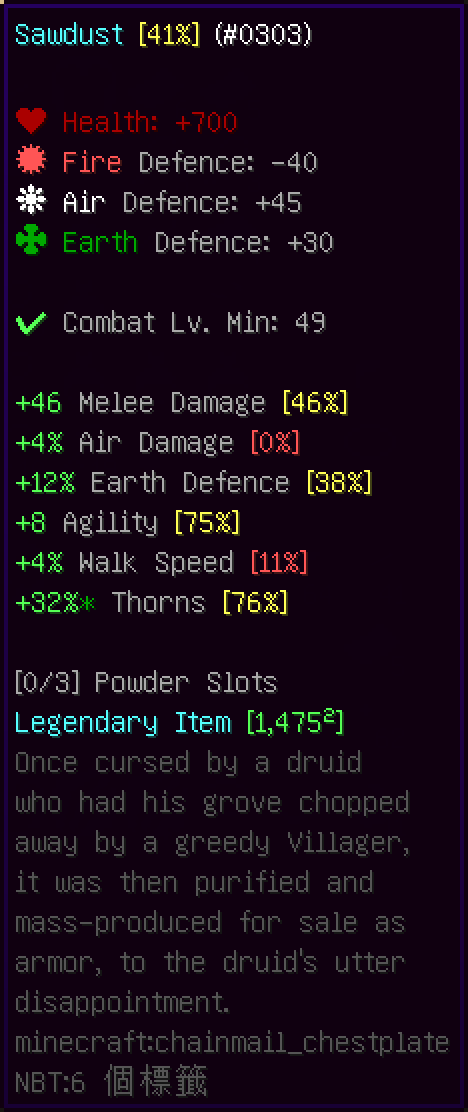 Sawdust [41%] (#0303)
Health: +700
Fire Defence: -40
Air Defence: +45
Earth Defence: +30
Combat Lv. Min: 49
+46 Melee Damage [46%]
+4% Air Damage [0%]
+12% Earth Defence [38%]
+8 Agility [75%]
+4% Walk Speed [11%]
+32%* Thorns [76%]
[0/3] Powder Slots
Legendary Item [1,475²]
Once cursed by a druid
who had his grove chopped
away by a greedy Villager,
it was then purified and
mass-produced for sale as
armor, to the druid's utter
disappointment.
minecraft:chainmail_chestplate
NBT:6 個標籤